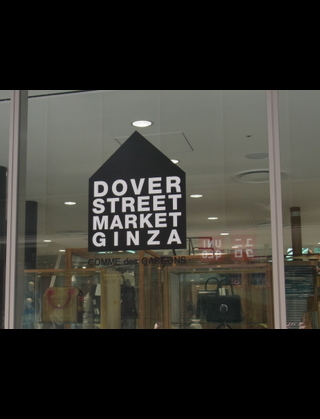 DOVER
STREET
MARKET
GINZA
COMME des GARÇONS